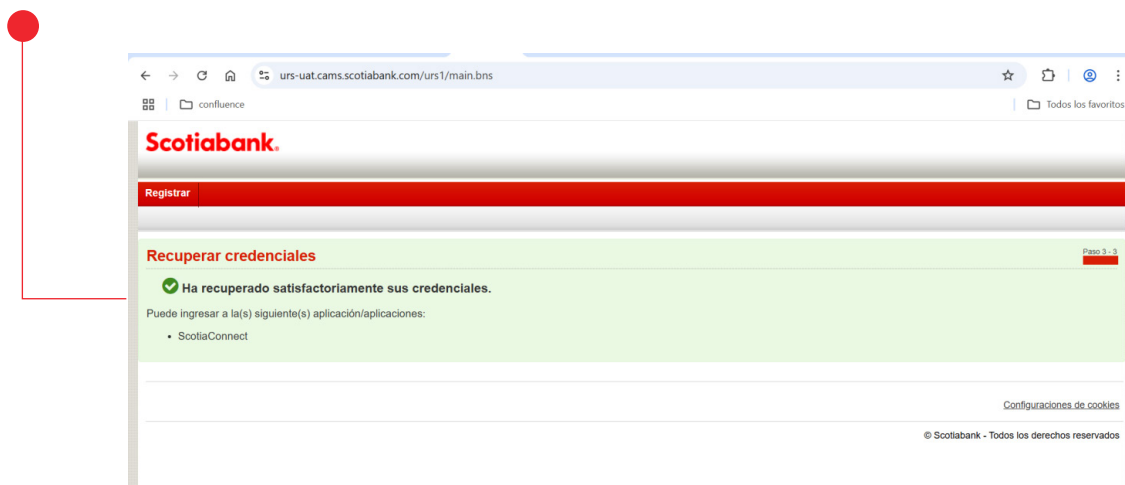 urs-uat.cams.scotiabank.com/urs1/main.bns
confluence
Todos los favoritos
Scotiabank®
Registrar
Recuperar credenciales
Paso 3 - 3
Ha recuperado satisfactoriamente sus credenciales.
Puede ingresar a la(s) siguiente(s) aplicación/aplicaciones:
• ScotiaConnect
Configuraciones de cookies
© Scotiabank - Todos los derechos reservados